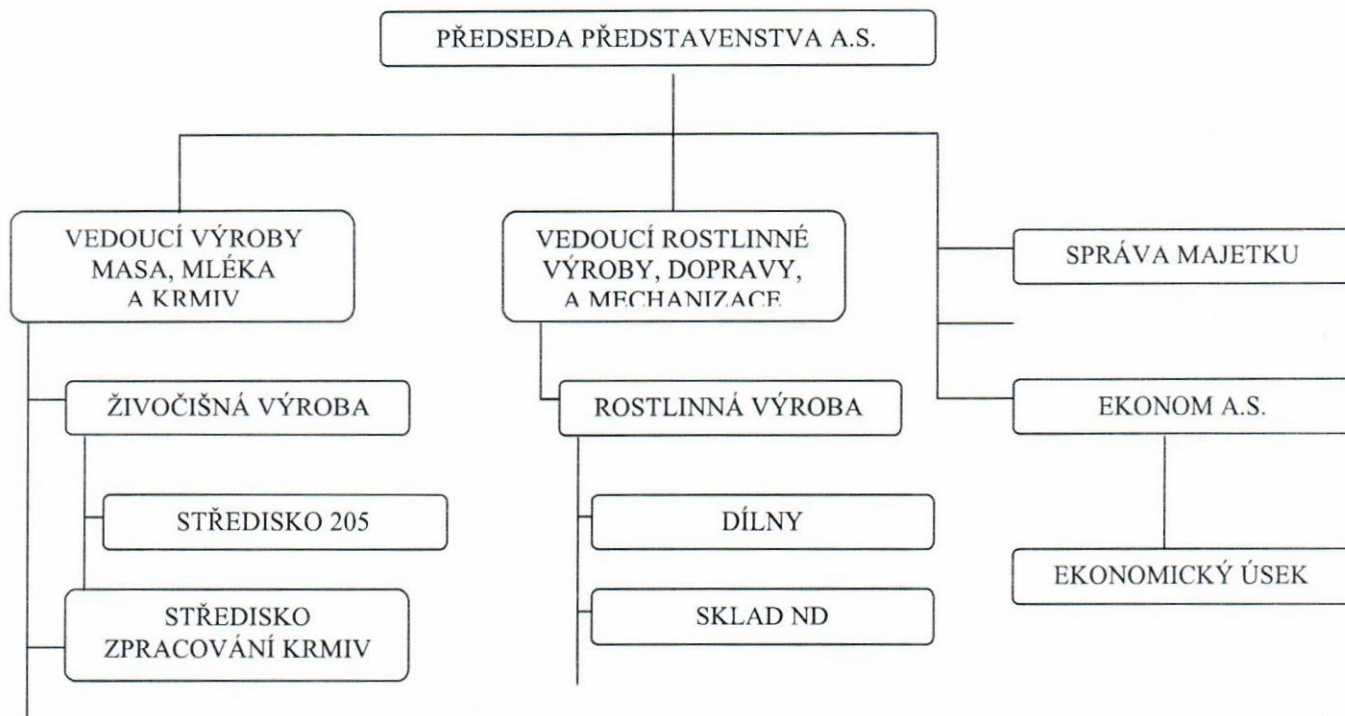 PŘEDSEDA PŘEDSTAVENSTVA A.S.
VEDOUCÍ VÝROBY
MASA, MLÉKA
A KRMIV
VEDOUCÍ ROSTLINNÉ
VÝROBY, DOPRAVY,
A MECHANIZACE
SPRÁVA MAJETKU
ŽIVOČIŠNÁ VÝROBA
ROSTLINNÁ VÝROBA
EKONOM A.S.
STŘEDISKO 205
DÍLNY
EKONOMICKÝ ÚSEK
STŘEDISKO
ZPRACOVÁNÍ KRMIV
SKLAD ND